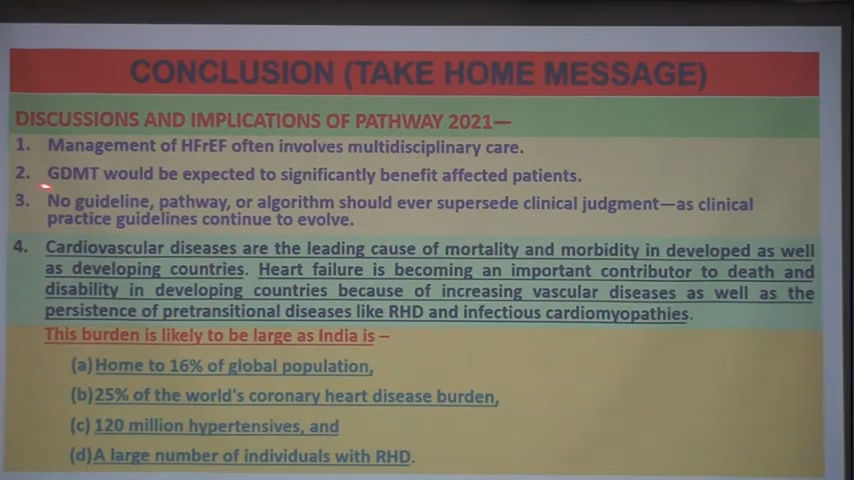 CONCLUSION (TAKE HOME MESSAGE)
DISCUSSIONS AND IMPLICATIONS OF PATHWAY 2021—
1. Management of HFrEF often involves multidisciplinary care.
2. GDMT would be expected to significantly benefit affected patients.
3. No guideline, pathway, or algorithm should ever supersede clinical judgment—as clinical
practice guidelines continue to evolve.
4. Cardiovascular diseases are the leading cause of mortality and morbidity in developed as well
as developing countries. Heart failure is becoming an important contributor to death and
disability in developing countries because of increasing vascular diseases as well as the
persistence of pretransitional diseases like RHD and infectious cardiomyopathies.
This burden is likely to be large as India is –
(a) Home to 16% of global population,
(b) 25% of the world's coronary heart disease burden,
(c) 120 million hypertensives, and
(d) A large number of individuals with RHD.